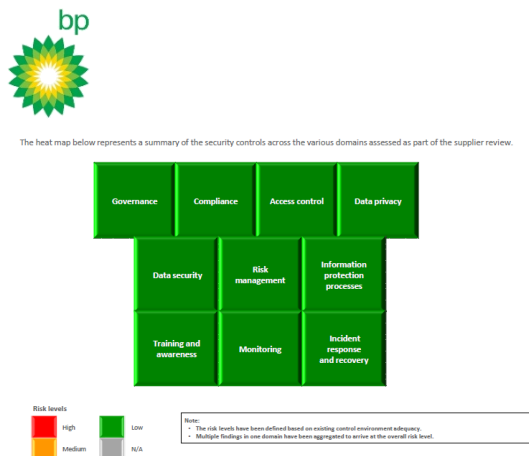 bp
The heat map below represents a summary of the security controls across the various domains assessed as part of the supplier review.
Governance
Compliance
Access control
Data privacy
Data security
Risk
management
Information
protection
processes
Training and
awareness
Monitoring
Incident
response
and recovery
Risk levels
High
Low
Medium
N/A
Note:
• The risk levels have been defined based on existing control environment adequacy.
• Multiple findings in one domain have been aggregated to arrive at the overall risk level.